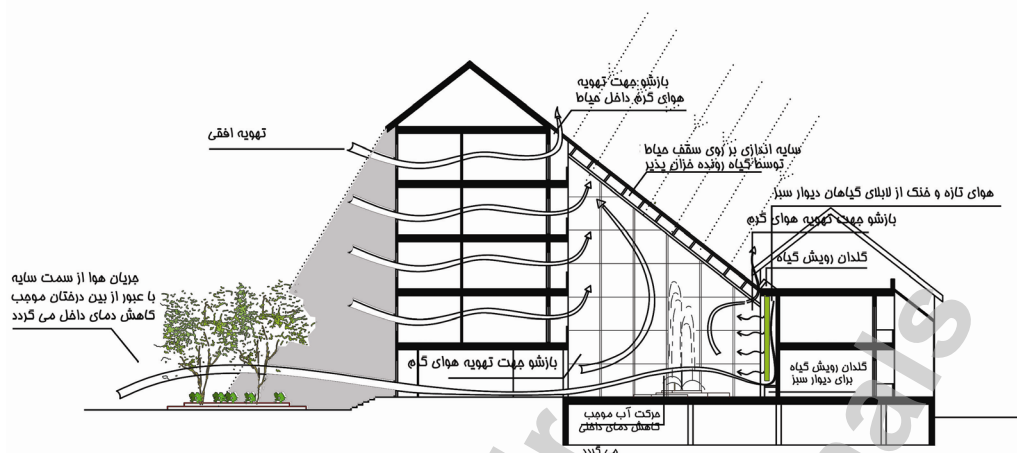 بازشو جهت تهویه
هوای گرم داخل حیاط
تهویه افقی
سایه اندازی بر روی سقف حیاط
توسط گیاه رونده خزان پذیر
هوای تازه و خنک از لابلای گیاهان دیوار سبز
بازشو جهت تهویه هوای گرم
گلدان رویش گیاه
جریان هوا از سمت سایه
با عبور از بین درختان موجب
کاهش دمای داخل می گردد
بازشو جهت تهویه هوای گرم
گلدان رویش گیاه
برای دیوار سبز
حرکت آب موجب
کاهش دمای داخلی
می گردد